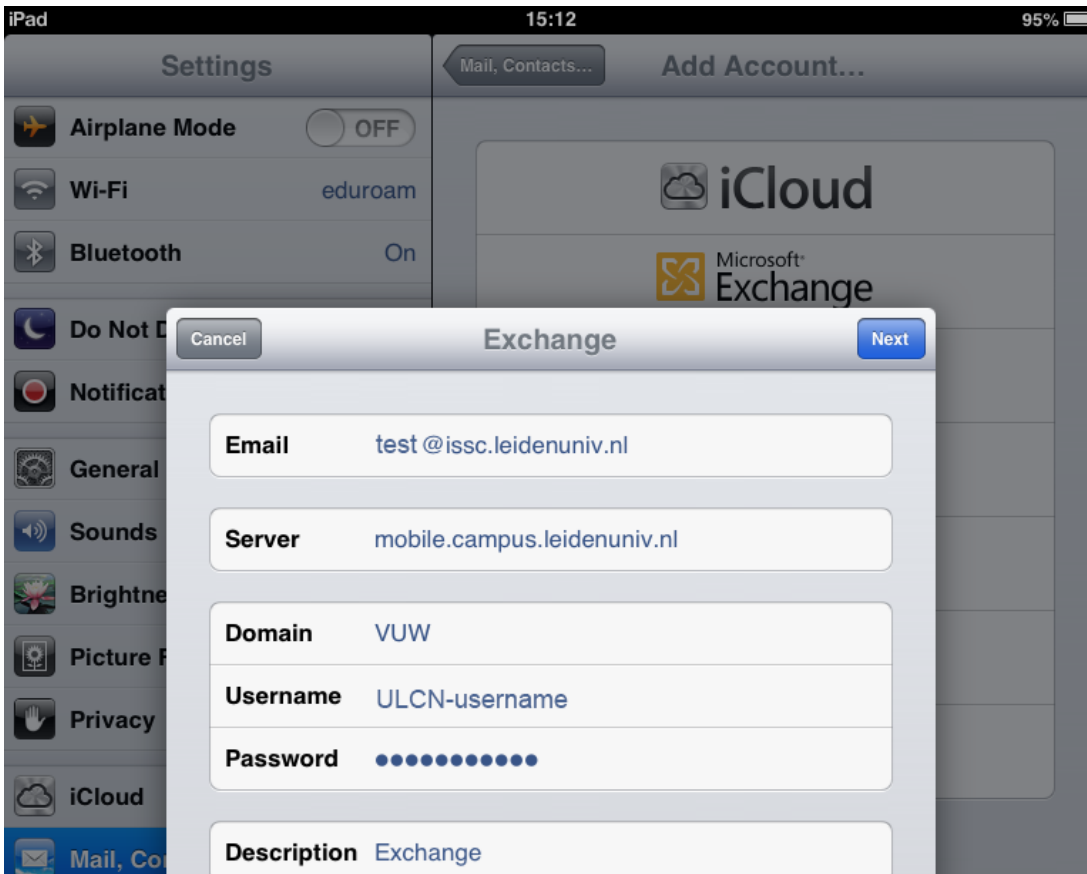 iPad 15:12 95%
Settings
Mail, Contacts... Add Account...
Airplane Mode OFF
Wi-Fi eduroam
Bluetooth On
iCloud
Microsoft
Exchange
Do Not D
Notificat
General
Sounds
Brightne
Picture F
Privacy
iCloud
Mail, Co
Cancel Exchange Next
Email test@issc.leidenuniv.nl
Server mobile.campus.leidenuniv.nl
Domain VUW
Username ULCN-username
Password •••••••••••
Description Exchange